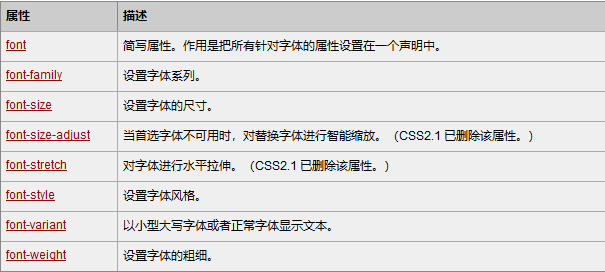 属性 描述
font 简写属性。作用是把所有针对字体的属性设置在一个声明中。
font-family 设置字体系列。
font-size 设置字体的尺寸。
font-size-adjust 当首选字体不可用时，对替换字体进行智能缩放。（CSS2.1 已删除该属性。）
font-stretch 对字体进行水平拉伸。（CSS2.1 已删除该属性。）
font-style 设置字体风格。
font-variant 以小型大写字体或者正常字体显示文本。
font-weight 设置字体的粗细。